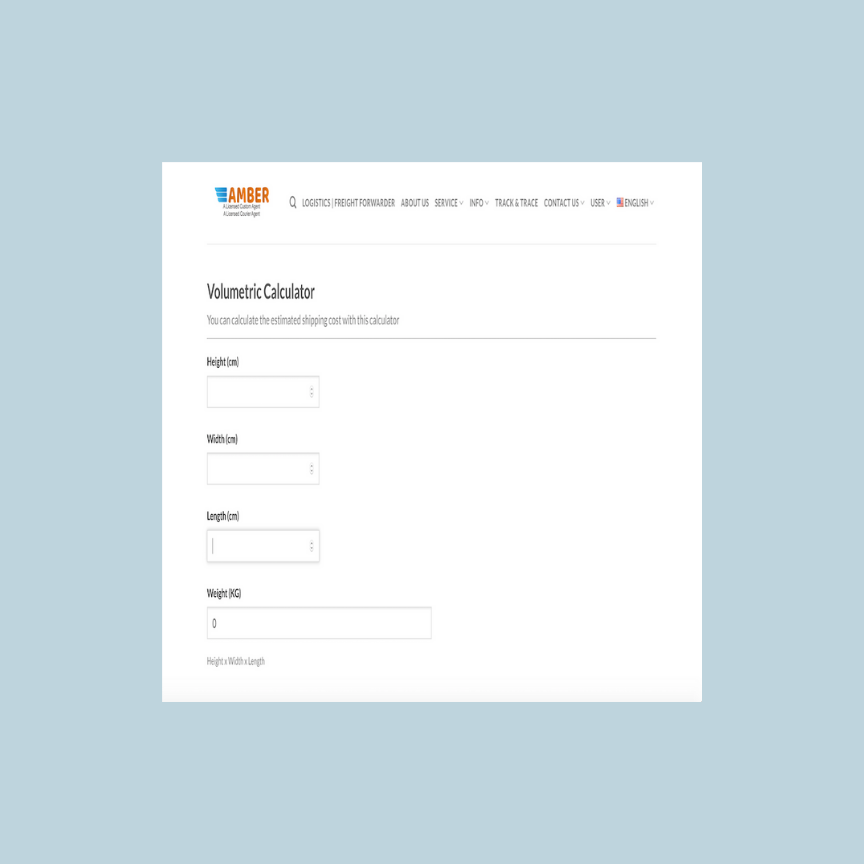 AMBER
A Licensed Custom Agent
A Licensed Courier Agent
LOGISTICS | FREIGHT FORWARDER ABOUT US SERVICE INFO TRACK & TRACE CONTACT US USER ENGLISH
Volumetric Calculator
You can calculate the estimated shipping cost with this calculator
Height (cm)
Width (cm)
Length (cm)
Weight (KG)
0
Height x Width x Length